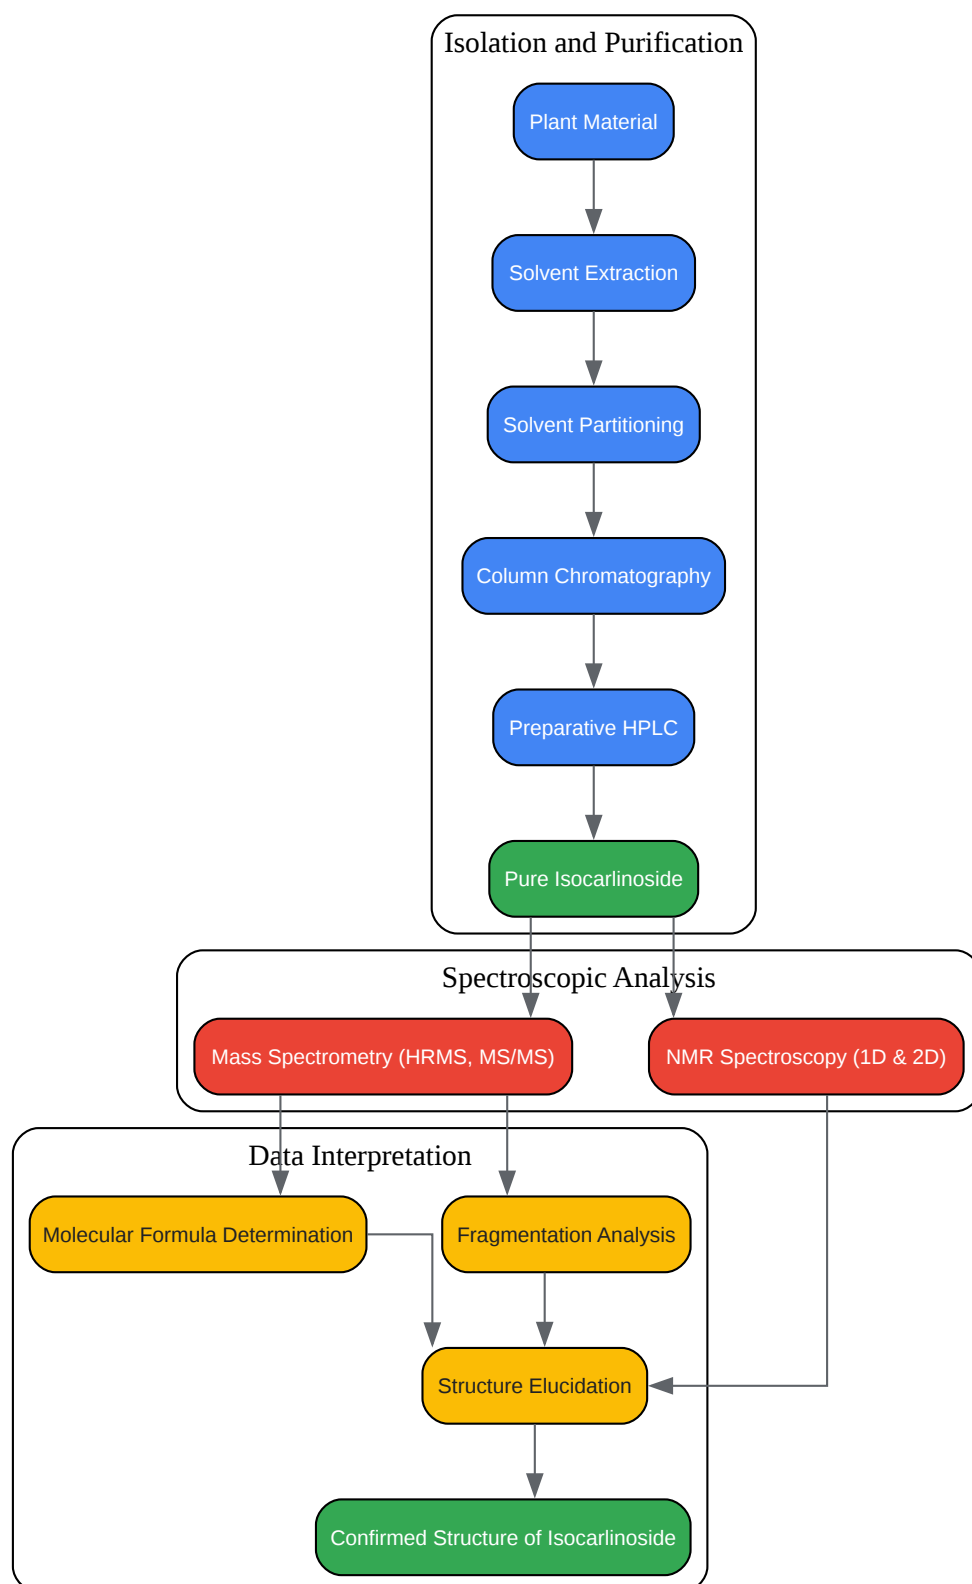 Isolation and Purification
Plant Material
Solvent Extraction
Solvent Partitioning
Column Chromatography
Preparative HPLC
Pure Isocarlinoside
Spectroscopic Analysis
Mass Spectrometry (HRMS, MS/MS)
NMR Spectroscopy (1D & 2D)
Data Interpretation
Molecular Formula Determination
Fragmentation Analysis
Structure Elucidation
Confirmed Structure of Isocarlinoside